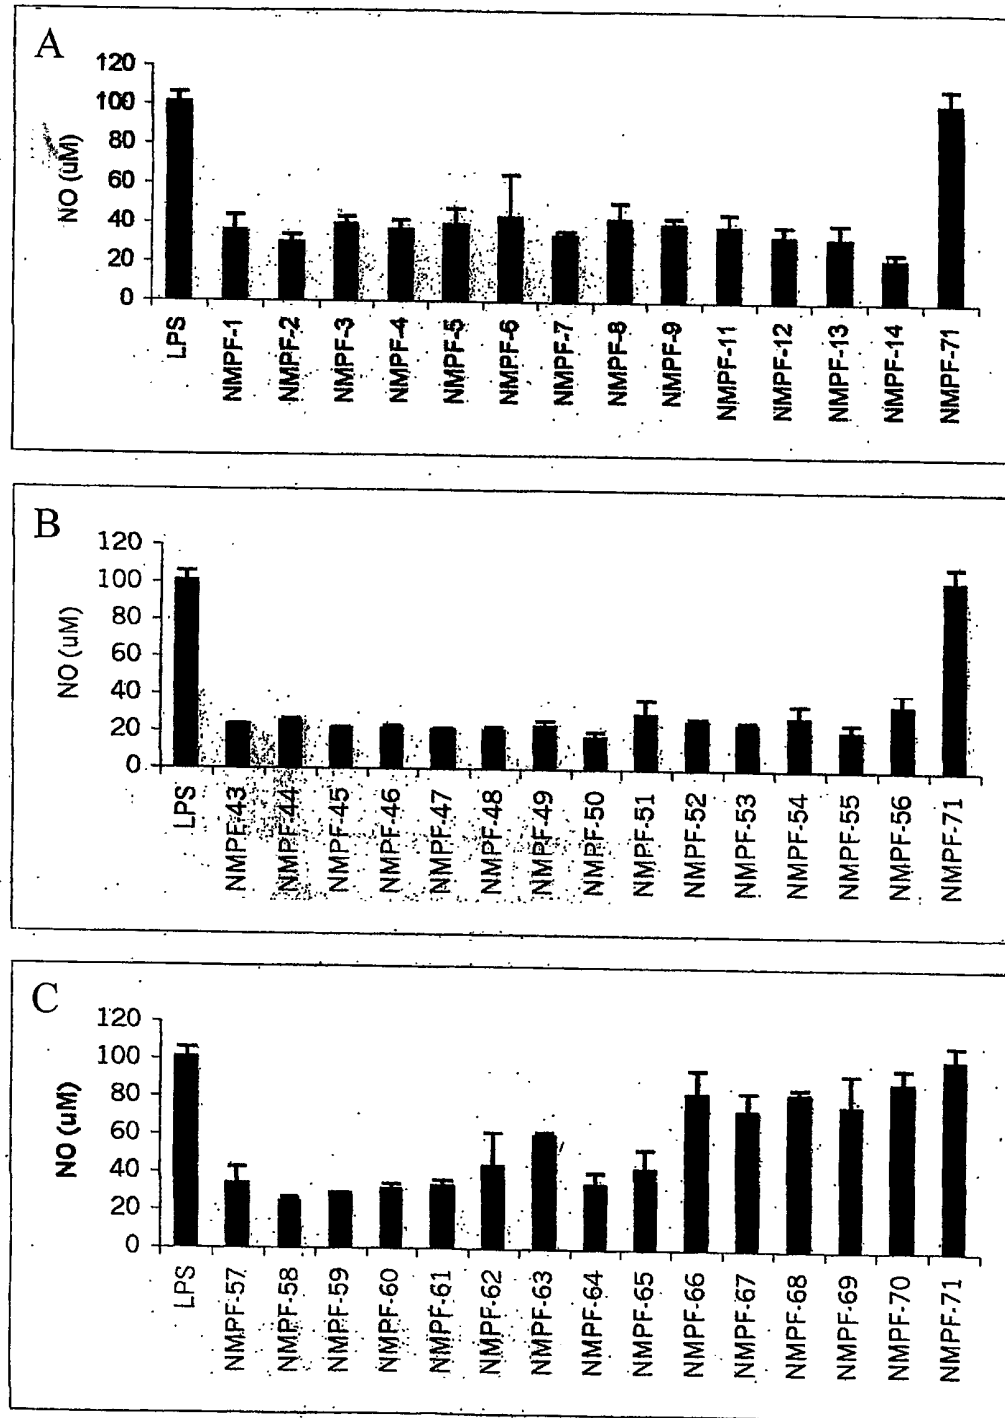 A
120
100
80
60
40
20
0
NO (uM)
LPS
NMPF-1
NMPF-2
NMPF-3
NMPF-4
NMPF-5
NMPF-6
NMPF-7
NMPF-8
NMPF-9
NMPF-11
NMPF-12
NMPF-13
NMPF-14
NMPF-71
B
120
100
80
60
40
20
0
NO (uM)
LPS
NMPF-43
NMPF-44
NMPF-45
NMPF-46
NMPF-47
NMPF-48
NMPF-49
NMPF-50
NMPF-51
NMPF-52
NMPF-53
NMPF-54
NMPF-55
NMPF-56
NMPF-71
C
120
100
80
60
40
20
0
NO (uM)
LPS
NMPF-57
NMPF-58
NMPF-59
NMPF-60
NMPF-61
NMPF-62
NMPF-63
NMPF-64
NMPF-65
NMPF-66
NMPF-67
NMPF-68
NMPF-69
NMPF-70
NMPF-71